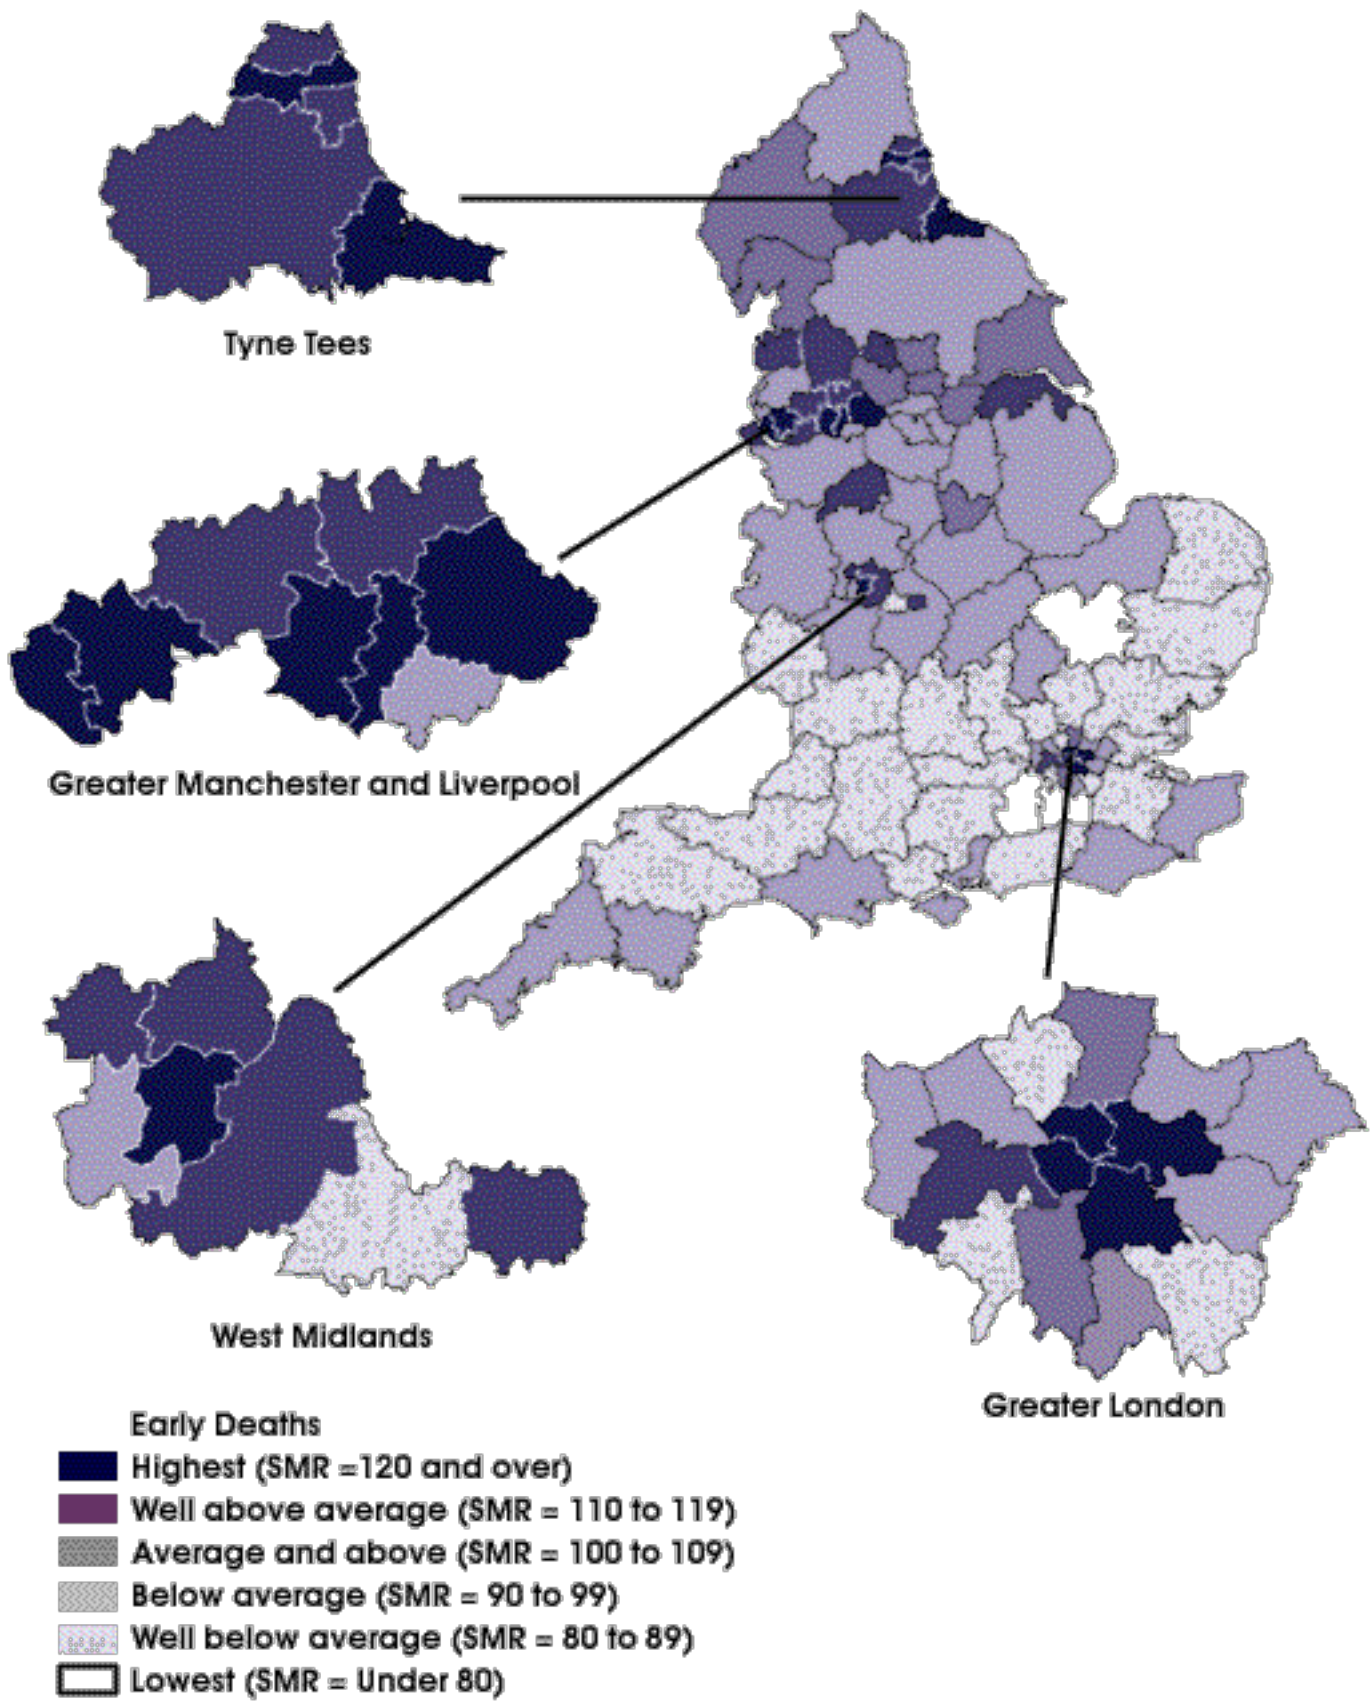 Tyne Tees
Greater Manchester and Liverpool
West Midlands
Greater London
Early Deaths
Highest (SMR =120 and over)
Well above average (SMR = 110 to 119)
Average and above (SMR = 100 to 109)
Below average (SMR = 90 to 99)
Well below average (SMR = 80 to 89)
Lowest (SMR = Under 80)